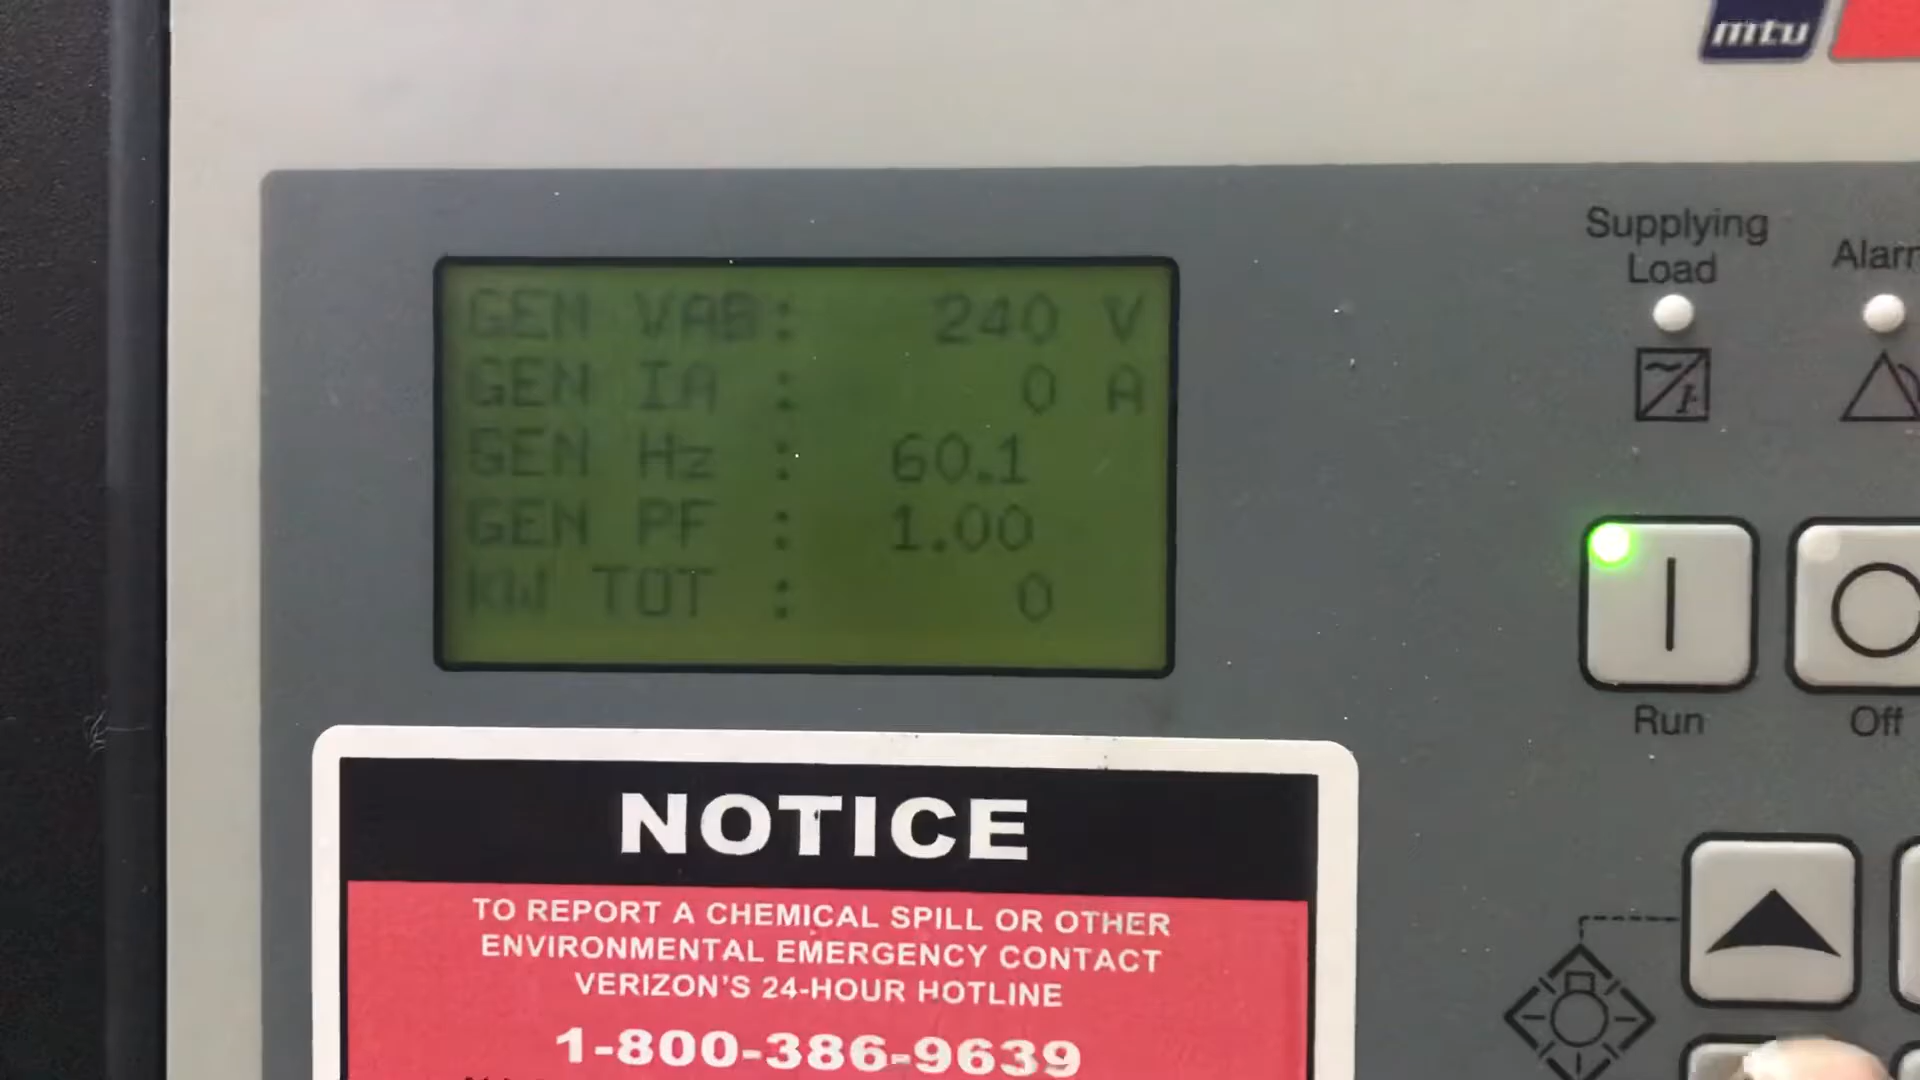 mtu
Supplying
Load
Alarm
GEN VAB: 240 V
GEN IA : 0 A
GEN Hz : 60.1
GEN PF : 1.00
KW TOT : 0
Run
Off
NOTICE
TO REPORT A CHEMICAL SPILL OR OTHER
ENVIRONMENTAL EMERGENCY CONTACT
VERIZON'S 24-HOUR HOTLINE
1-800-386-9639